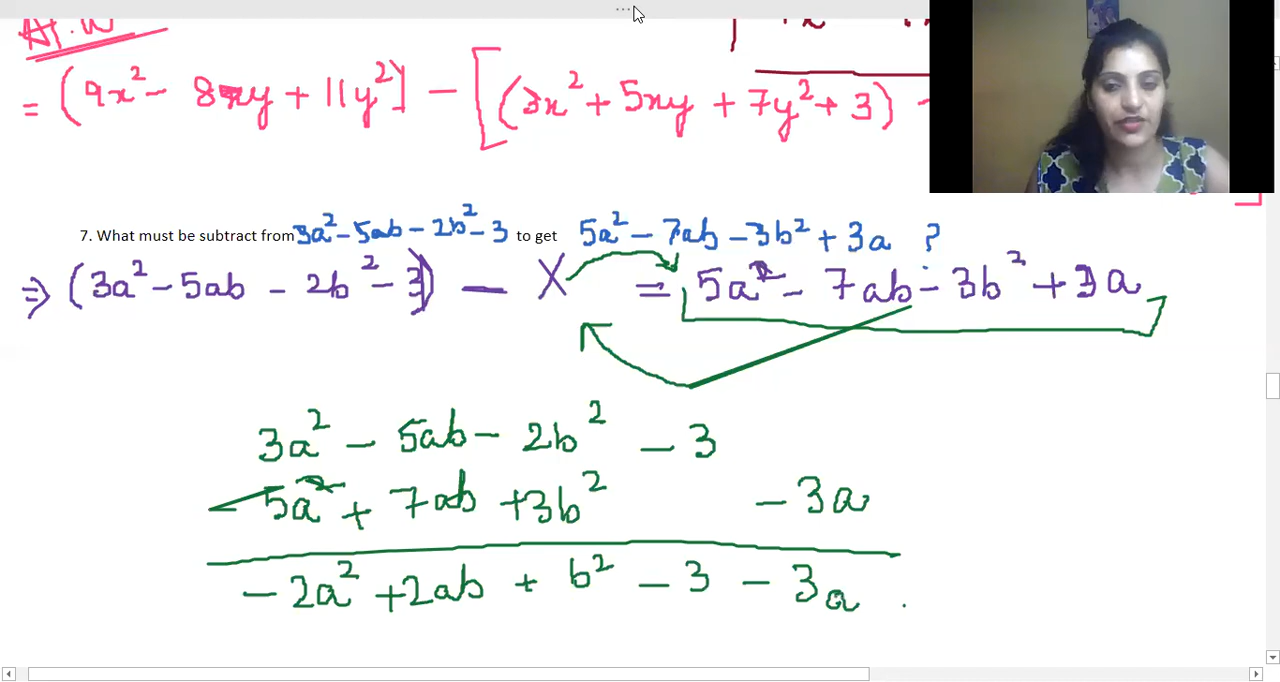 H.W
= (9x² - 8xy + 11y²] - [(3x² + 5xy + 7y² + 3) -
7. What must be subtract from 3a² - 5ab - 2b² - 3 to get 5a² - 7ab - 3b² + 3a ?
⇒ (3a² - 5ab - 2b² - 3) - X = 5a² - 7ab - 3b² + 3a
3a² - 5ab - 2b² - 3
- 5a² + 7ab + 3b² - 3a
- 2a² + 2ab + b² - 3 - 3a .